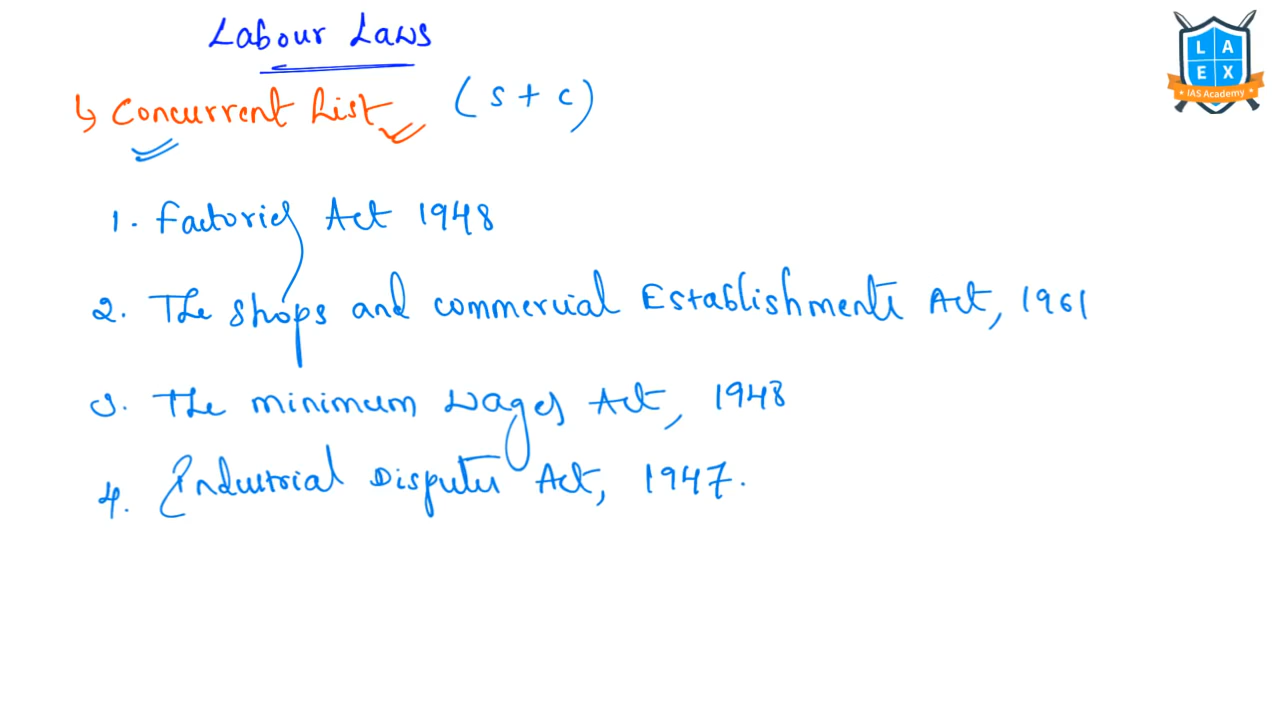 Labour Laws
↳ Concurrent List (S + C)
1. Factories Act 1948
2. The Shops and commercial Establishments Act, 1961
3. The minimum wages Act, 1948
4. Industrial Disputes Act, 1947.
L A
E X
IAS Academy